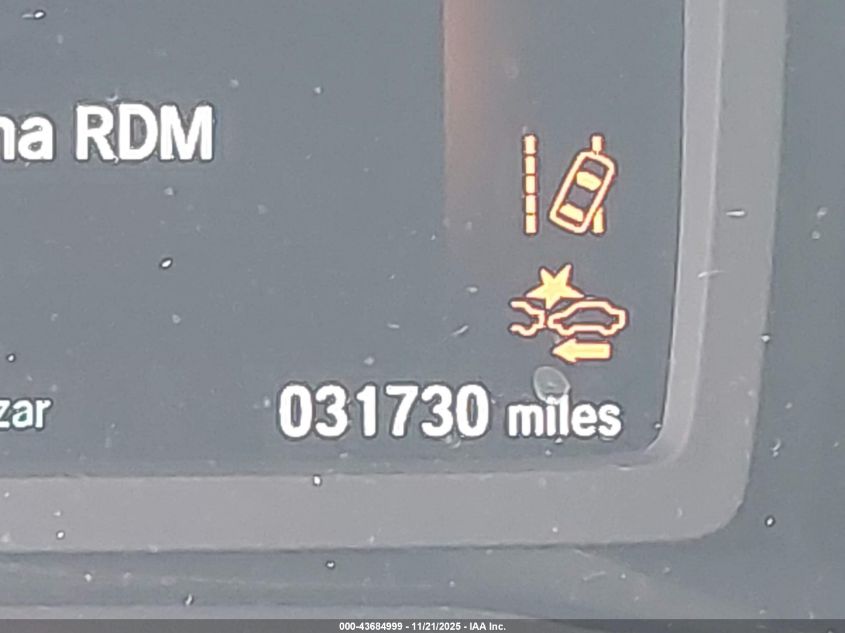 na RDM
zar
031730 miles
000-43684999 - 11/21/2025 - IAA Inc.